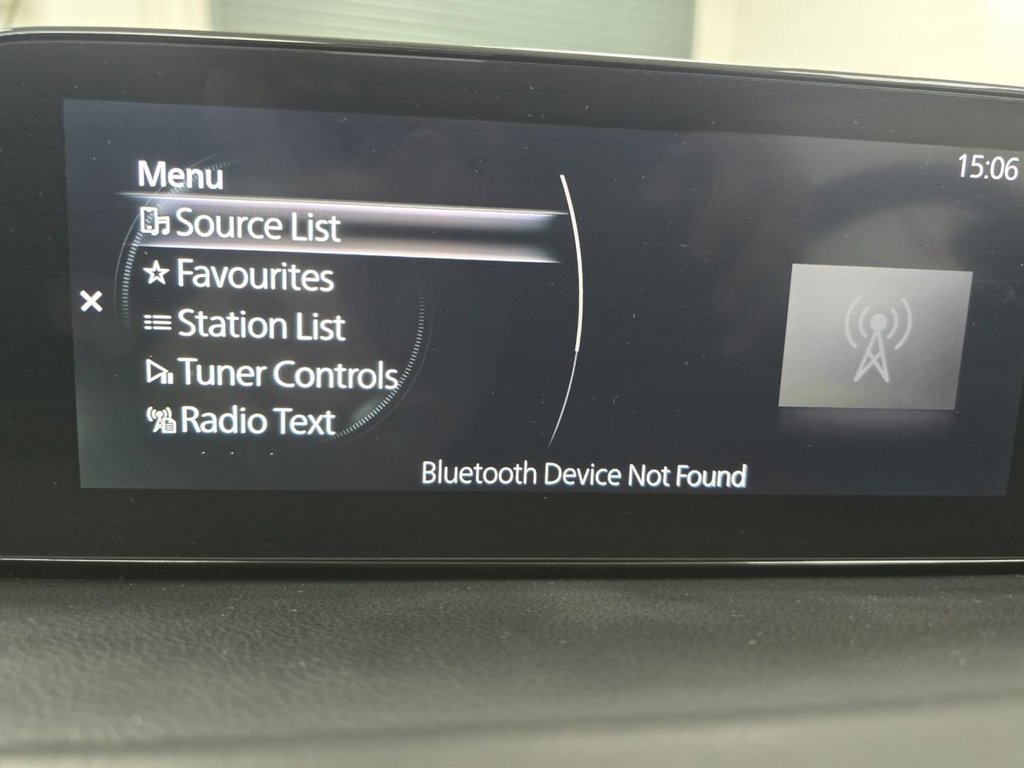 15:06
Menu
Source List
Favourites
Station List
Tuner Controls
Radio Text
Bluetooth Device Not Found